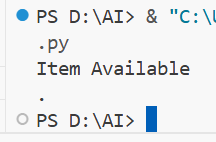 PS D:\AI> & "C:\U
.py
Item Available
.
PS D:\AI>